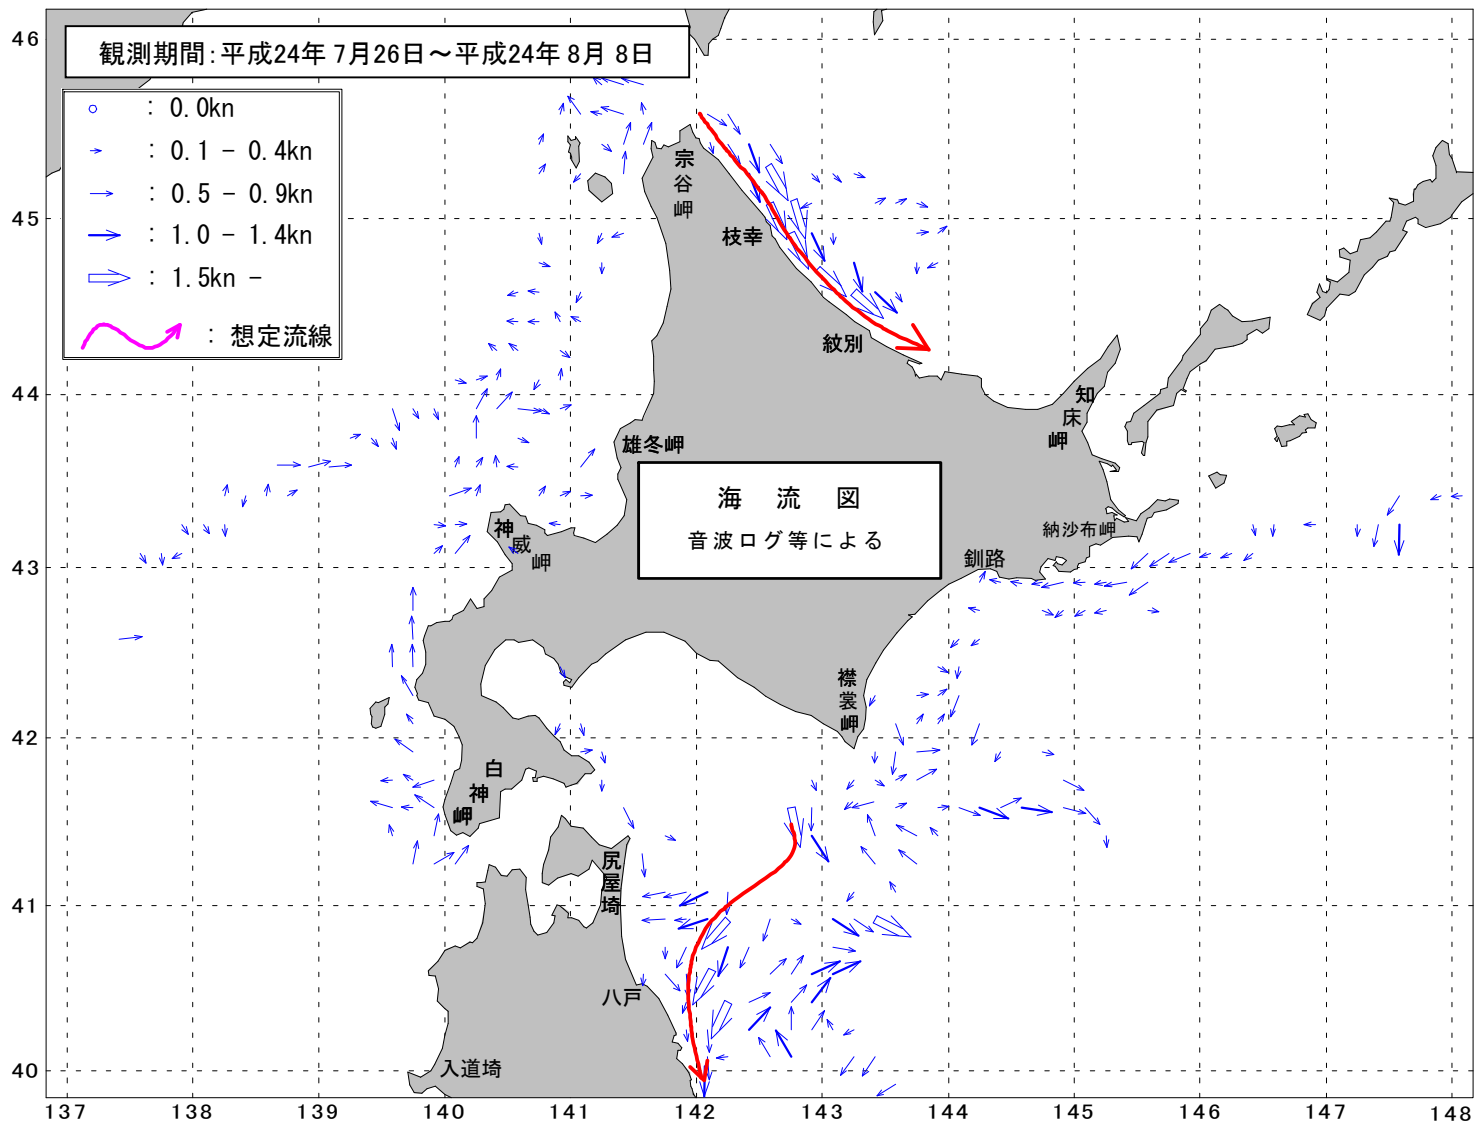 観測期間:平成24年 7月26日～平成24年 8月 8日
: 0.0kn
: 0.1 - 0.4kn
: 0.5 - 0.9kn
: 1.0 - 1.4kn
: 1.5kn -
: 想定流線
宗谷岬
枝幸
紋別
知床岬
雄冬岬
海 流 図
音波ログ等による
納沙布岬
釧路
神威岬
襟裳岬
白神岬
尻屋埼
八戸
入道埼
46
45
44
43
42
41
40
137 138 139 140 141 142 143 144 145 146 147 148